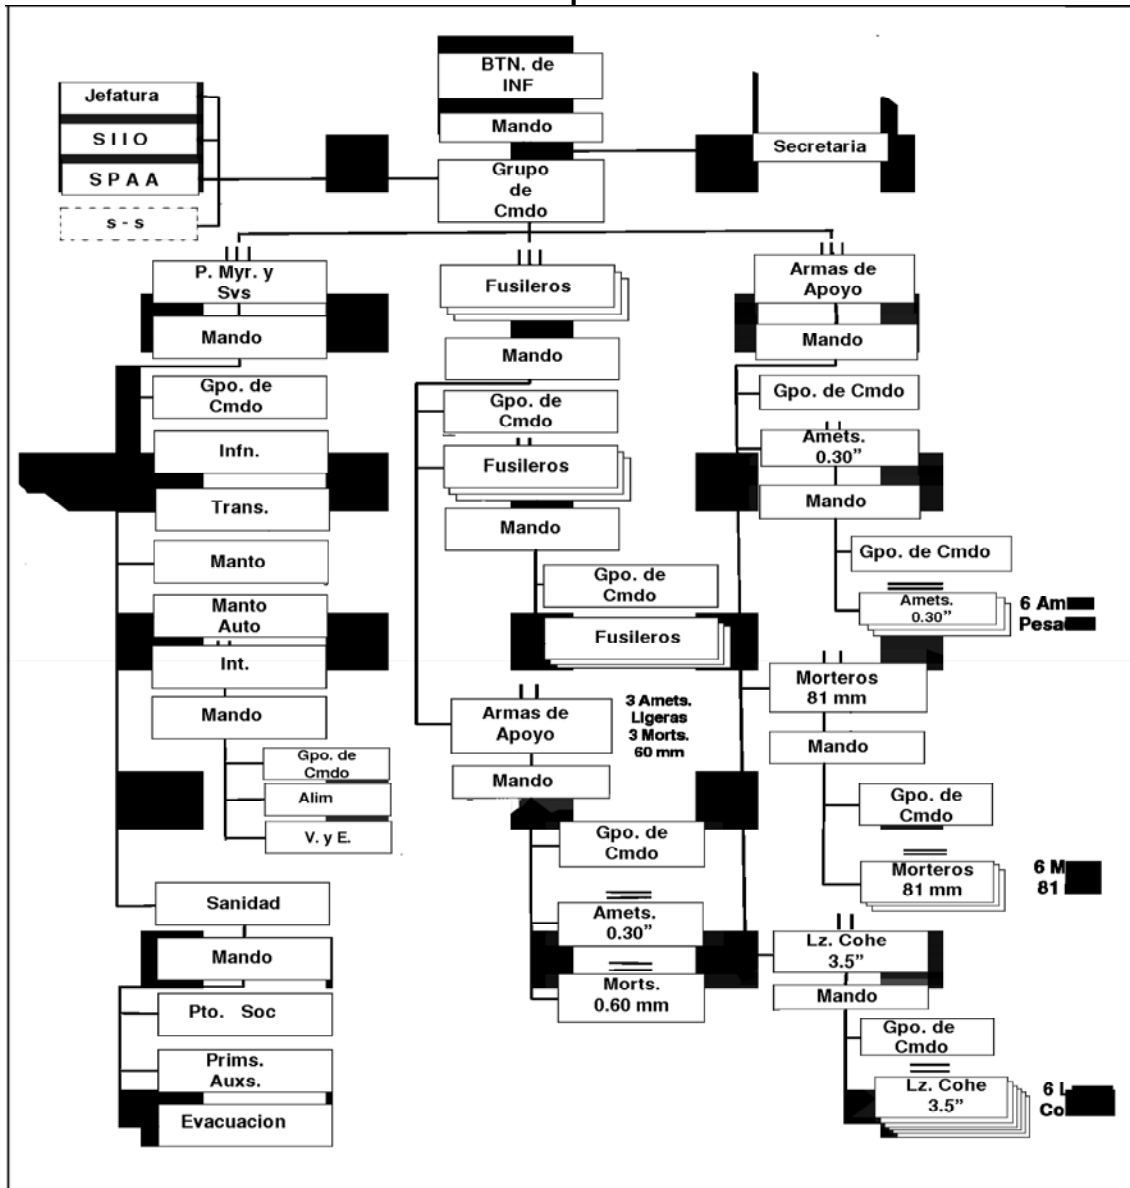 BTN. de
INF
Mando
Grupo
de
Cmdo
Jefatura
S I I O
S P A A
s - s
Secretaria
P. Myr. y
Svs
Mando
Gpo. de
Cmdo
Infn.
Trans.
Manto
Manto
Auto
Int.
Mando
Gpo. de
Cmdo
Alim
V. y E.
Sanidad
Mando
Pto. Soc
Prims.
Auxs.
Evacuacion
Fusileros
Mando
Gpo. de
Cmdo
Fusileros
Mando
Gpo. de
Cmdo
Fusileros
Armas de
Apoyo
3 Amets.
Ligeras
3 Morts.
60 mm
Mando
Gpo. de
Cmdo
Amets.
0.30”
Morts.
0.60 mm
Armas de
Apoyo
Mando
Gpo. de Cmdo
Amets.
0.30”
Mando
Gpo. de Cmdo
Amets.
0.30”
6
Morteros
81 mm
Mando
Gpo. de
Cmdo
Morteros
81 mm
6
81
Lz. Cohe
3.5”
Mando
Gpo. de
Cmdo
Lz. Cohe
3.5”
6